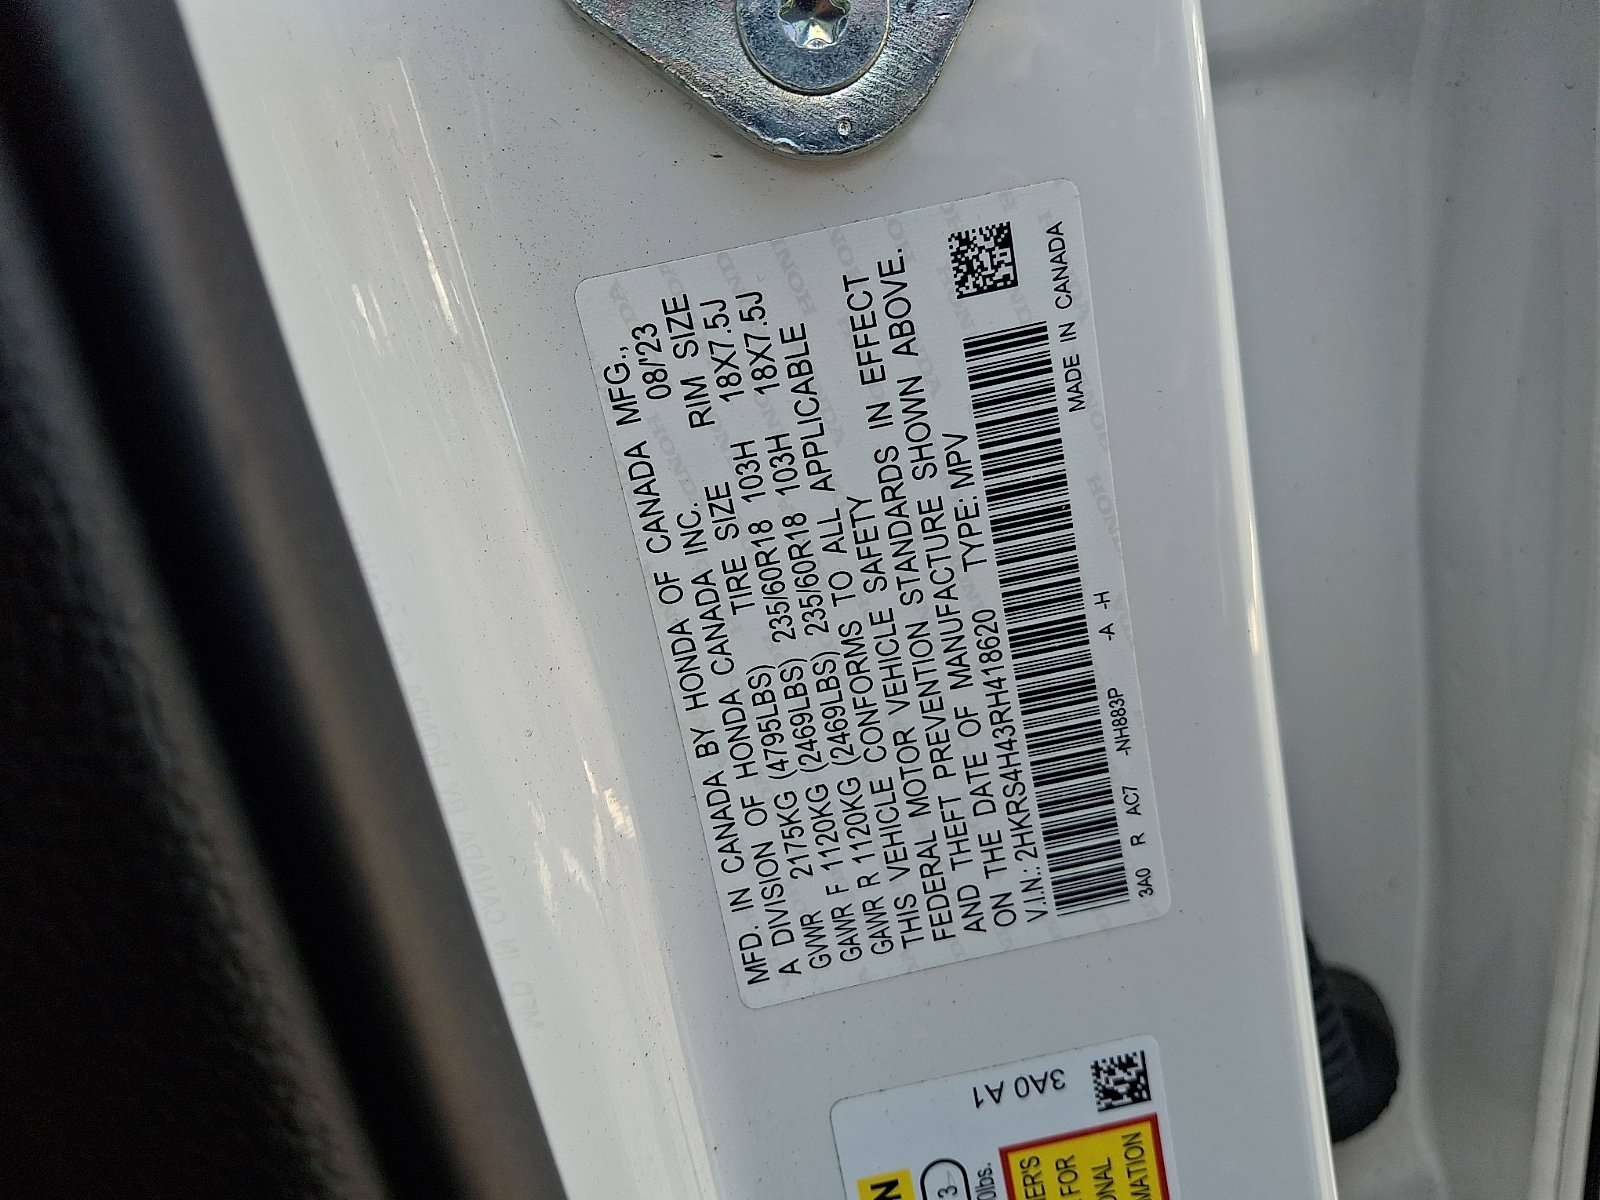 MFD. IN CANADA BY HONDA OF CANADA MFG.,
A DIVISION OF HONDA CANADA INC. 08/'23
GVWR 2175KG (4795LBS) TIRE SIZE RIM SIZE
GAWR F 1120KG (2469LBS) 235/60R18 103H 18X7.5J
GAWR R 1120KG (2469LBS) 235/60R18 103H 18X7.5J
THIS VEHICLE CONFORMS TO ALL APPLICABLE
FEDERAL MOTOR VEHICLE SAFETY
AND THEFT PREVENTION STANDARDS IN EFFECT
ON THE DATE OF MANUFACTURE SHOWN ABOVE.
V.I.N.: 2HKRS4H43RH418620 TYPE: MPV
MADE IN CANADA
3A0 R AC7 -NH883P -A -H
3A0 A1